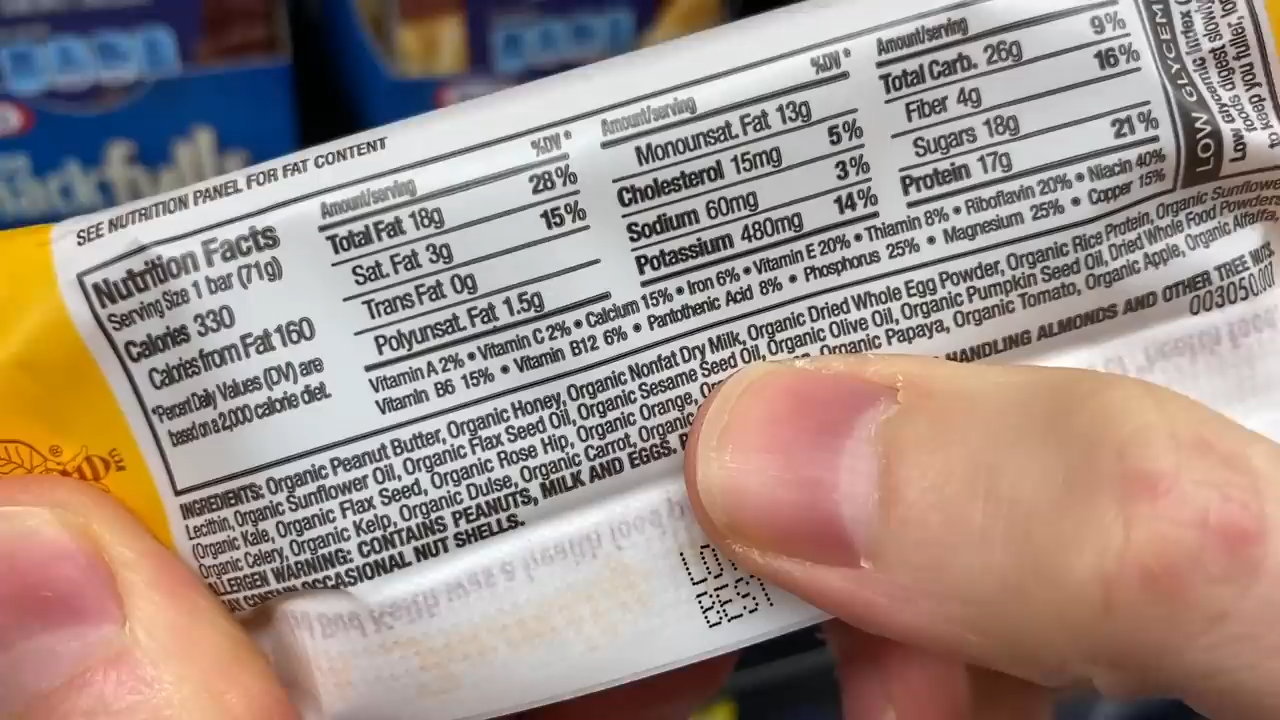 SEE NUTRITION PANEL FOR FAT CONTENT
Nutrition Facts
Serving Size 1 bar (71g)
Calories 330
Calories from Fat 160
*Percent Daily Values (DV) are
based on a 2,000 calorie diet.
Amount/serving %DV*
Total Fat 18g 28%
Sat. Fat 3g 15%
Trans Fat 0g
Polyunsat. Fat 1.5g
Amount/serving %DV*
Monounsat. Fat 13g
Cholesterol 15mg 5%
Sodium 60mg 3%
Potassium 480mg 14%
Amount/serving
Total Carb. 26g 9%
Fiber 4g 16%
Sugars 18g
Protein 17g 21%
Vitamin A 2% • Vitamin C 2% • Calcium 15% • Iron 6% • Vitamin E 20% • Thiamin 8% • Riboflavin 20% • Niacin 40%
Vitamin B6 15% • Vitamin B12 6% • Pantothenic Acid 8% • Phosphorus 25% • Magnesium 25% • Copper 15%
INGREDIENTS: Organic Peanut Butter, Organic Honey, Organic Nonfat Dry Milk, Organic Dried Whole Egg Powder, Organic Rice Protein, Organic Sunflower
Lecithin, Organic Sunflower Oil, Organic Flax Seed Oil, Organic Sesame Seed Oil, Organic Olive Oil, Organic Pumpkin Seed Oil, Dried Whole Food Powders
(Organic Kale, Organic Flax Seed, Organic Rose Hip, Organic Orange, Organic Papaya, Organic Tomato, Organic Apple, Organic Alfalfa,
Organic Celery, Organic Kelp, Organic Dulse, Organic Carrot, Organic
ALLERGEN WARNING: CONTAINS PEANUTS, MILK AND EGGS. HANDLING ALMONDS AND OTHER TREE NUTS.
MAY CONTAIN OCCASIONAL NUT SHELLS.
003050.007
LOW GLYCEM
Low Glycemic Index
foods digest slowly
to keep you fuller, lo
BEST